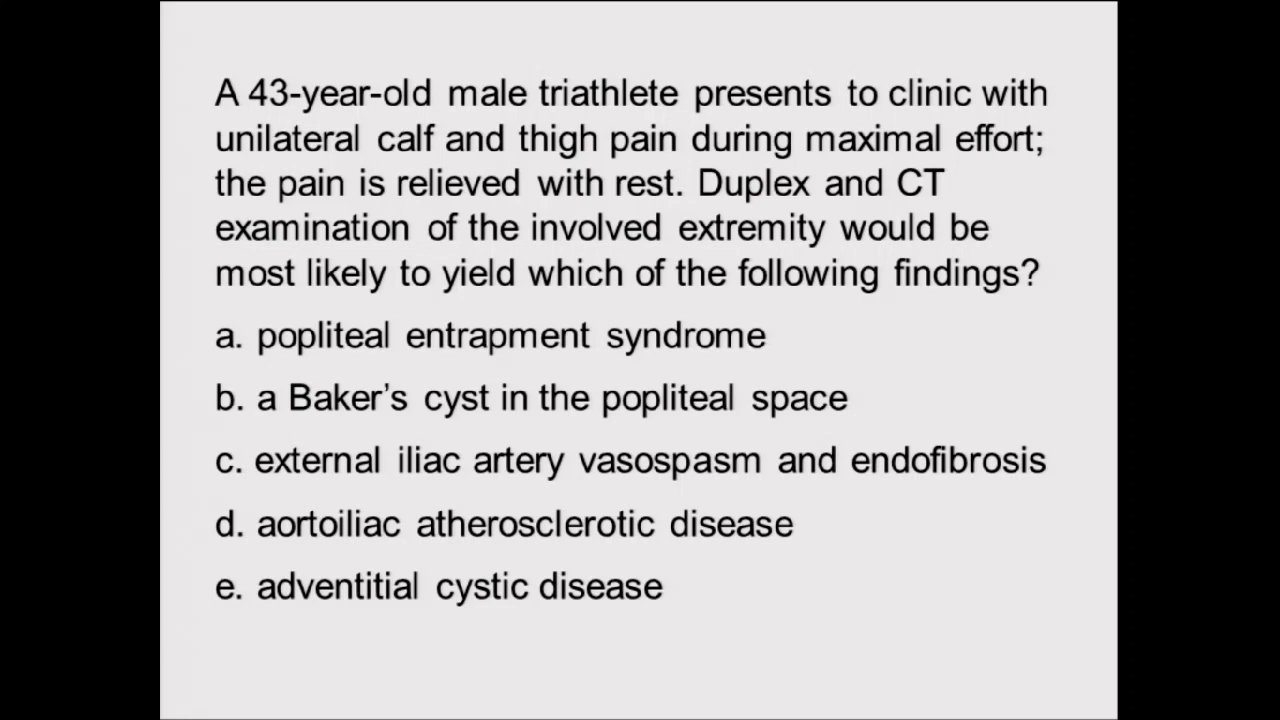 A 43-year-old male triathlete presents to clinic with
unilateral calf and thigh pain during maximal effort;
the pain is relieved with rest. Duplex and CT
examination of the involved extremity would be
most likely to yield which of the following findings?
a. popliteal entrapment syndrome
b. a Baker’s cyst in the popliteal space
c. external iliac artery vasospasm and endofibrosis
d. aortoiliac atherosclerotic disease
e. adventitial cystic disease